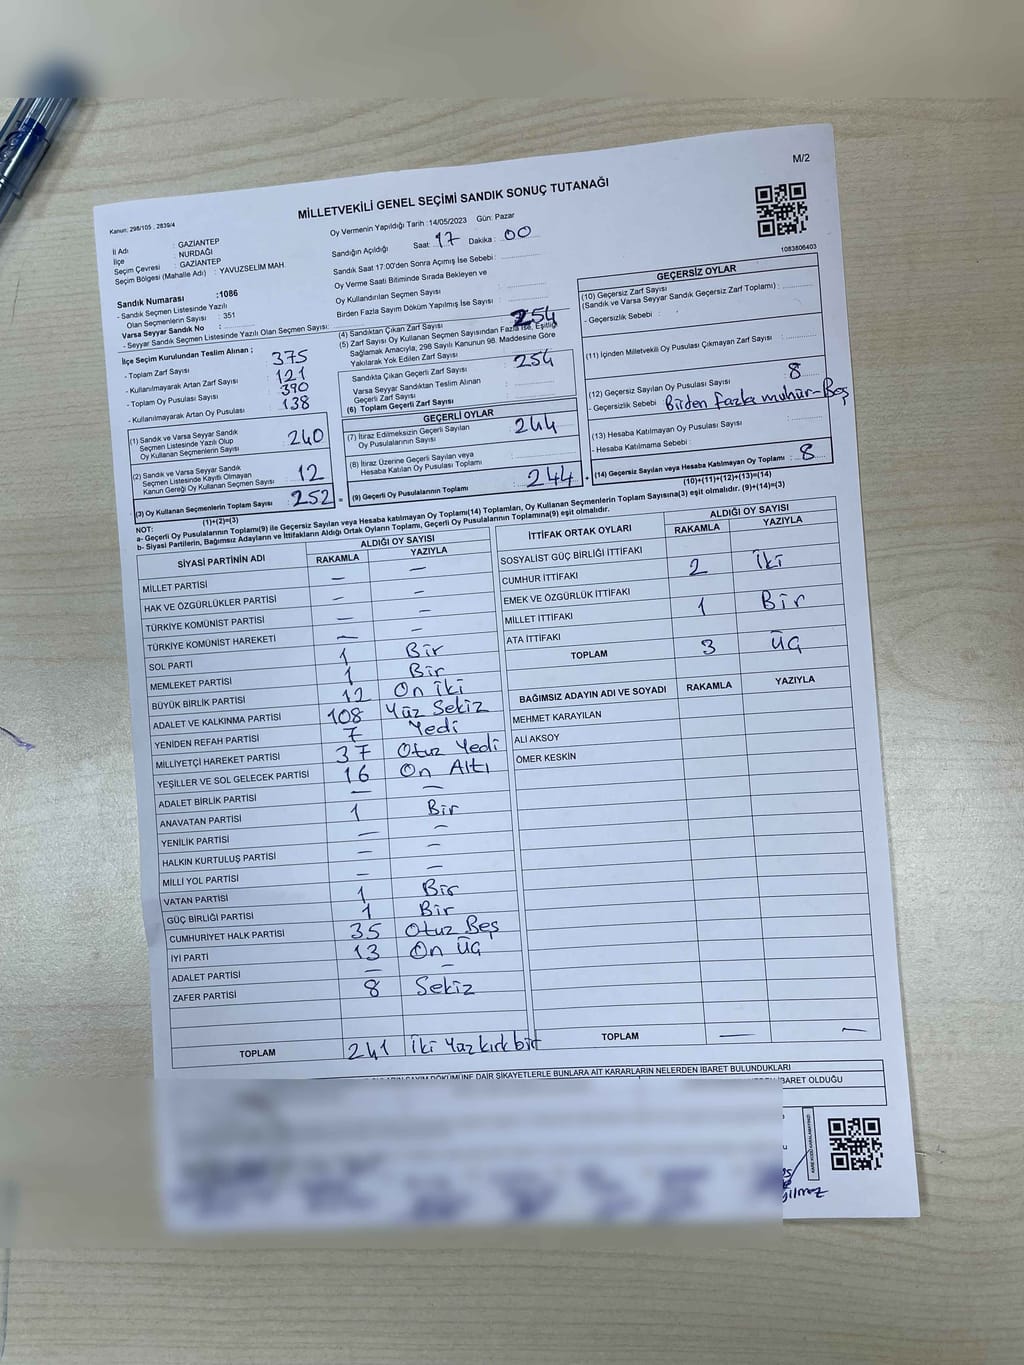 M/2
MİLLETVEKİLİ GENEL SEÇİMİ SANDIK SONUÇ TUTANAĞI
Kanun: 298/105 , 2839/4
İl Adı : GAZİANTEP
İlçe : NURDAĞI
Seçim Çevresi : GAZİANTEP
Seçim Bölgesi (Mahalle Adı) : YAVUZSELİM MAH.
Sandık Numarası :1086
- Sandık Seçmen Listesinde Yazılı
Olan Seçmenlerin Sayısı : 351
Varsa Seyyar Sandık No :
- Seyyar Sandık Seçmen Listesinde Yazılı Olan Seçmen Sayısı:
Oy Vermenin Yapıldığı Tarih :14/05/2023 Gün: Pazar
Sandığın Açıldığı Saat: 17 Dakika : 00
Sandık Saat 17:00'den Sonra Açımış İse Sebebi :
Oy Verme Saati Bitiminde Sırada Bekleyen ve
Oy Kullandırılan Seçmen Sayısı
Birden Fazla Sayım Döküm Yapılmış İse Sayısı :
1083806403
İlçe Seçim Kurulundan Teslim Alınan ;
- Toplam Zarf Sayısı : 375
- Kullanılmayarak Artan Zarf Sayısı : 121
- Toplam Oy Pusulası Sayısı : 390
- Kullanılmayarak Artan Oy Pusulası : 138
(1) Sandık ve Varsa Seyyar Sandık
Seçmen Listesinde Yazılı Olup
Oy Kullanan Seçmenlerin Sayısı : 240
(2) Sandık ve Varsa Seyyar Sandık
Seçmen Listesinde Kayıtlı Olmayan
Kanun Gereği Oy Kullanan Seçmen Sayısı : 12
(3) Oy Kullanan Seçmenlerin Toplam Sayısı : 252 =
(1)+(2)=(3)
(4) Sandıktan Çıkan Zarf Sayısı : 254
(5) Zarf Sayısı Oy Kullanan Seçmen Sayısından Fazla İse, Eşitliği
Sağlamak Amacıyla, 298 Sayılı Kanunun 98. Maddesine Göre
Yakılarak Yok Edilen Zarf Sayısı :
Sandıkta Çıkan Geçerli Zarf Sayısı : 254
Varsa Seyyar Sandıktan Teslim Alınan
Geçerli Zarf Sayısı :
(6) Toplam Geçerli Zarf Sayısı :
GEÇERLİ OYLAR
(7) İtiraz Edilmeksizin Geçerli Sayılan
Oy Pusulalarının Sayısı : 244
(8) İtiraz Üzerine Geçerli Sayılan veya
Hesaba Katılan Oy Pusulası Toplamı :
(9) Geçerli Oy Pusulalarının Toplamı : 244 +
GEÇERSİZ OYLAR
(10) Geçersiz Zarf Sayısı
(Sandık ve Varsa Seyyar Sandık Geçersiz Zarf Toplamı) :
- Geçersizlik Sebebi :
(11) İçinden Milletvekili Oy Pusulası Çıkmayan Zarf Sayısı :
(12) Geçersiz Sayılan Oy Pusulası Sayısı : 8
- Geçersizlik Sebebi : Birden fazla muhür-Boş
(13) Hesaba Katılmayan Oy Pusulası Sayısı :
- Hesaba Katılmama Sebebi :
(14) Geçersiz Sayılan veya Hesaba Katılmayan Oy Toplamı : 8
(10)+(11)+(12)+(13)=(14)
NOT:
a- Geçerli Oy Pusulalarının Toplamı(9) ile Geçersiz Sayılan veya Hesaba katılmayan Oy Toplamı(14) Toplamları, Oy Kullanan Seçmenlerin Toplam Sayısına(3) eşit olmalıdır. (9)+(14)=(3)
b- Siyasi Partilerin, Bağımsız Adayların ve İttifakların Aldığı Ortak Oyların Toplamı, Geçerli Oy Pusulalarının Toplamına(9) eşit olmalıdır.
SİYASİ PARTİNİN ADI ALDIĞI OY SAYISI
RAKAMLA YAZIYLA
MİLLET PARTİSİ — —
HAK VE ÖZGÜRLÜKLER PARTİSİ — —
TÜRKİYE KOMÜNİST PARTİSİ — —
TÜRKİYE KOMÜNİST HAREKETİ — —
SOL PARTİ 1 Bir
MEMLEKET PARTİSİ 1 Bir
BÜYÜK BİRLİK PARTİSİ 12 On iki
ADALET VE KALKINMA PARTİSİ 108 Yüz Sekiz
YENİDEN REFAH PARTİSİ 7 Yedi
MİLLİYETÇİ HAREKET PARTİSİ 37 Otuz Yedi
YEŞİLLER VE SOL GELECEK PARTİSİ 16 On Altı
ADALET BİRLİK PARTİSİ — —
ANAVATAN PARTİSİ 1 Bir
YENİLİK PARTİSİ — —
HALKIN KURTULUŞ PARTİSİ — —
MİLLİ YOL PARTİSİ — —
VATAN PARTİSİ 1 Bir
GÜÇ BİRLİĞİ PARTİSİ 1 Bir
CUMHURİYET HALK PARTİSİ 35 Otuz Beş
İYİ PARTİ 13 On Üç
ADALET PARTİSİ — —
ZAFER PARTİSİ 8 Sekiz
TOPLAM 241 İki Yüz kırk bir
İTTİFAK ORTAK OYLARI ALDIĞI OY SAYISI
RAKAMLA YAZIYLA
SOSYALİST GÜÇ BİRLİĞİ İTTİFAKI
CUMHUR İTTİFAKI 2 İki
EMEK VE ÖZGÜRLÜK İTTİFAKI
MİLLET İTTİFAKI 1 Bir
ATA İTTİFAKI
TOPLAM 3 Üç
BAĞIMSIZ ADAYIN ADI VE SOYADI RAKAMLA YAZIYLA
MEHMET KARAYILAN
ALİ AKSOY
ÖMER KESKİN
TOPLAM — —
DÖKÜMÜNE DAİR ŞİKAYETLERLE BUNLARA AİT KARARLARIN NELERDEN İBARET BULUNDUKLARI
İBARET OLDUĞU